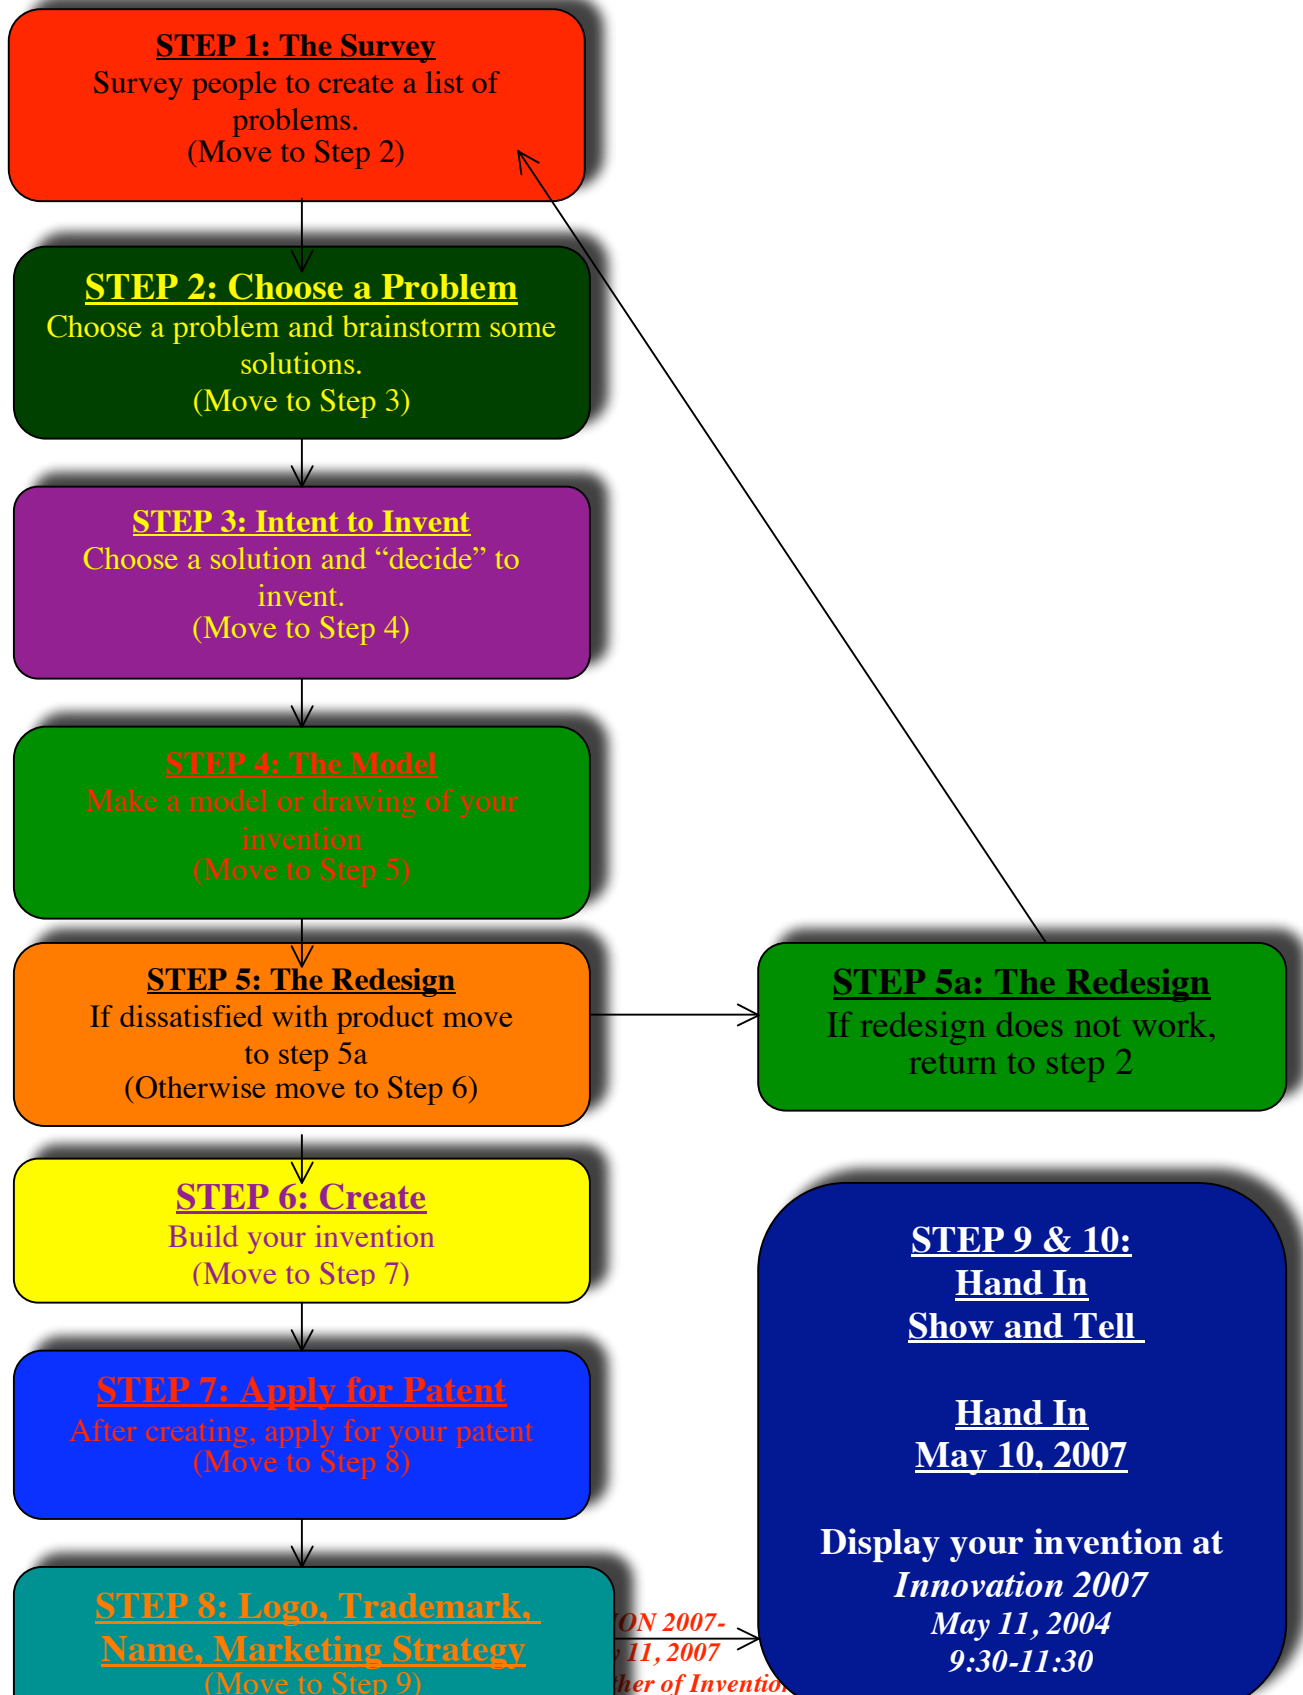 STEP 1: The Survey
Survey people to create a list of
problems.
(Move to Step 2)
STEP 2: Choose a Problem
Choose a problem and brainstorm some
solutions.
(Move to Step 3)
STEP 3: Intent to Invent
Choose a solution and “decide” to
invent.
(Move to Step 4)
STEP 4: The Model
Make a model or drawing of your
invention
(Move to Step 5)
STEP 5: The Redesign
If dissatisfied with product move
to step 5a
(Otherwise move to Step 6)
STEP 5a: The Redesign
If redesign does not work,
return to step 2
STEP 6: Create
Build your invention
(Move to Step 7)
STEP 7: Apply for Patent
After creating, apply for your patent
(Move to Step 8)
STEP 8: Logo, Trademark,
Name, Marketing Strategy
(Move to Step 9)
2007-
11, 2007
of
STEP 9 & 10:
Hand In
Show and Tell
Hand In
May 10, 2007
Display your invention at
Innovation 2007
May 11, 2004
9:30-11:30